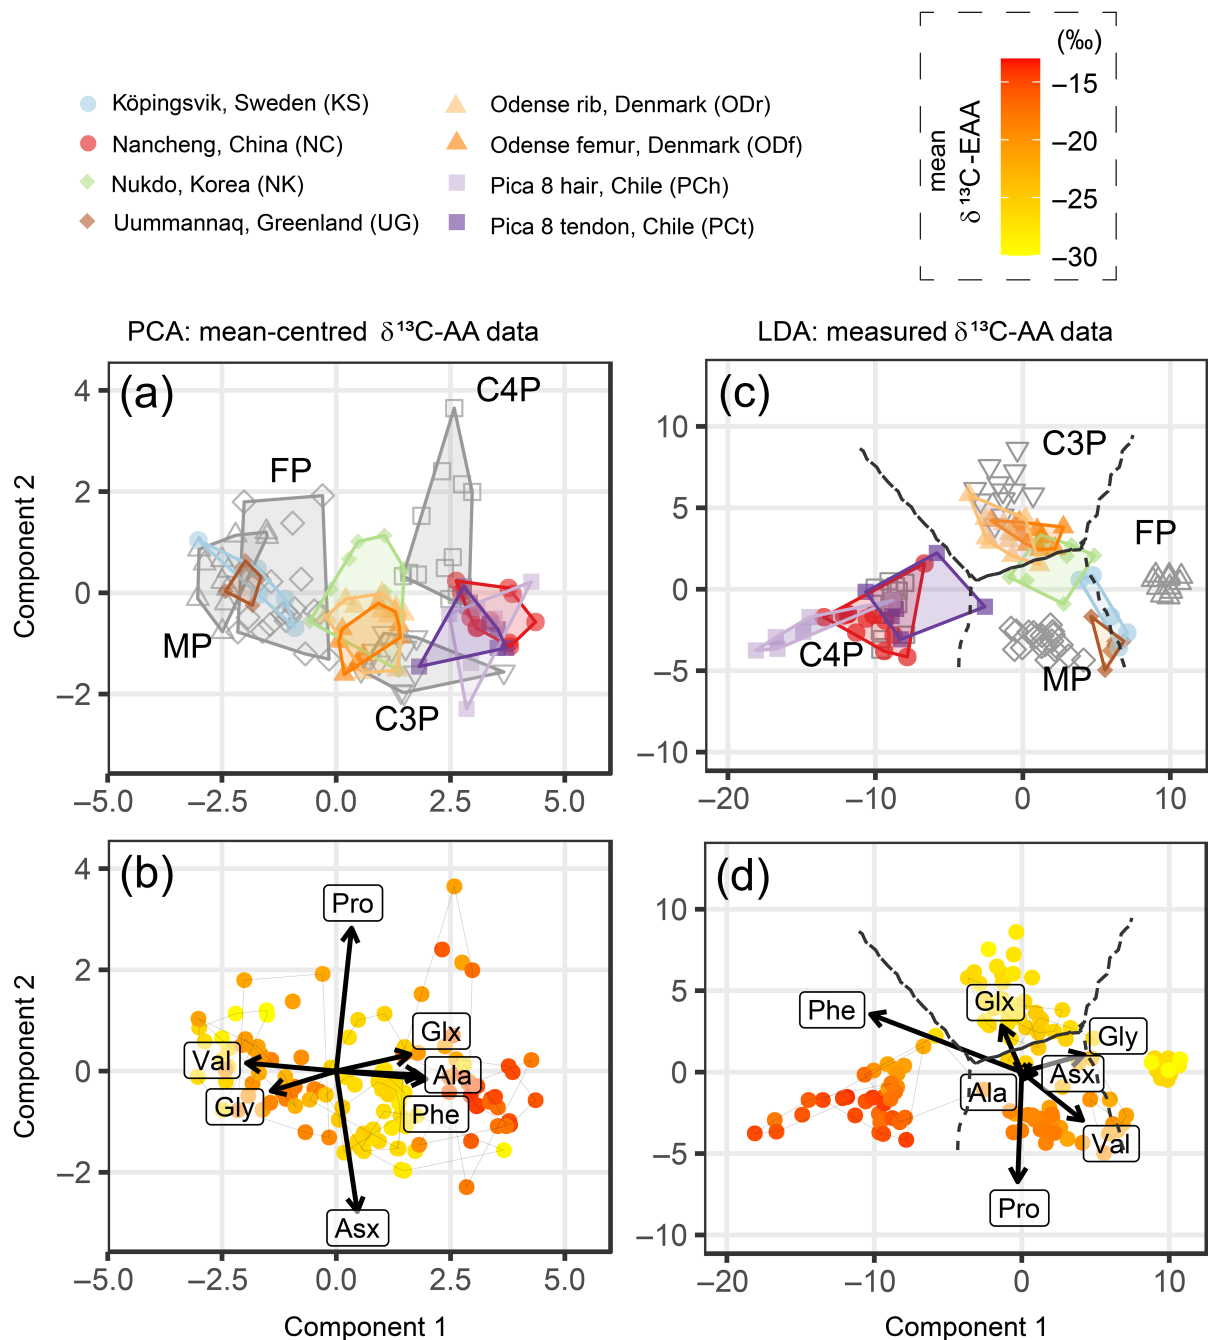 (‰)
mean
δ ¹³C-EAA
−15
−20
−25
−30
Köpingsvik, Sweden (KS)
Nancheng, China (NC)
Nukdo, Korea (NK)
Uummannaq, Greenland (UG)
Odense rib, Denmark (ODr)
Odense femur, Denmark (ODf)
Pica 8 hair, Chile (PCh)
Pica 8 tendon, Chile (PCt)
PCA: mean-centred δ¹³C-AA data
LDA: measured δ¹³C-AA data
(a)
C4P
FP
MP
C3P
4
2
0
−2
Component 2
−5.0 −2.5 0.0 2.5 5.0
(c)
C3P
FP
C4P
MP
10
5
0
−5
−10
−20 −10 0 10
(b)
Pro
Glx
Val
Ala
Gly
Phe
Asx
4
2
0
−2
Component 2
−5.0 −2.5 0.0 2.5 5.0
Component 1
(d)
Phe
Glx
Gly
Asx
Ala
Val
Pro
10
5
0
−5
−10
−20 −10 0 10
Component 1